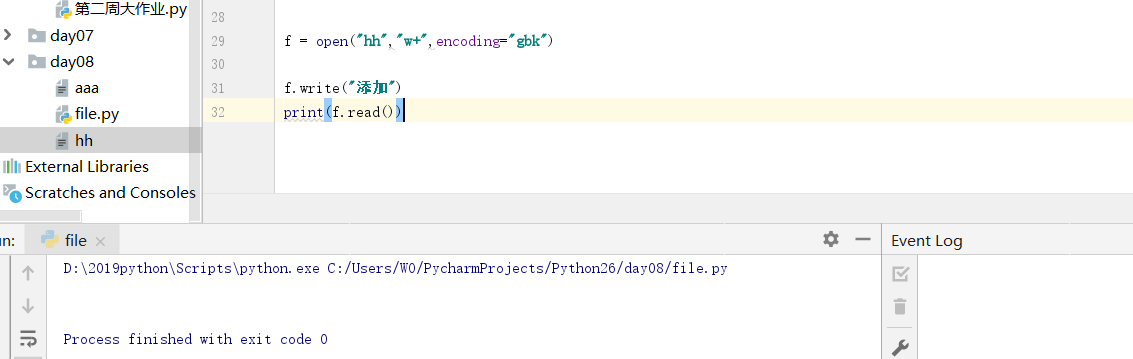 第二周大作业.py
day07
day08
aaa
file.py
hh
External Libraries
Scratches and Consoles
28
29 f = open("hh","w+",encoding="gbk")
30
31 f.write("添加")
32 print(f.read())
un: file ×
Event Log
D:\2019python\Scripts\python.exe C:/Users/WO/PycharmProjects/Python26/day08/file.py
Process finished with exit code 0